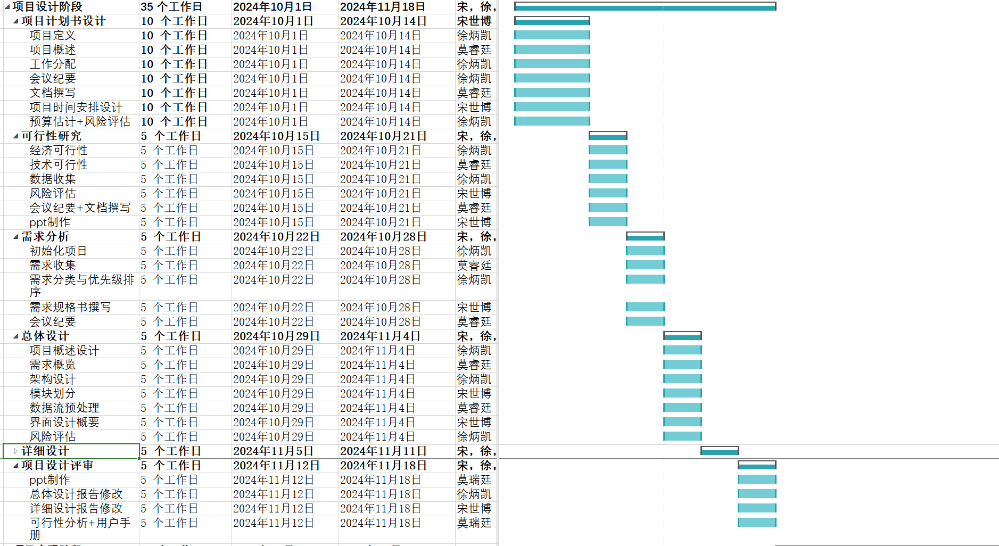 项目设计阶段 35 个工作日 2024年10月1日 2024年11月18日 宋，徐，
项目计划书设计 10 个工作日 2024年10月1日 2024年10月14日 宋世博
项目定义 10 个工作日 2024年10月1日 2024年10月14日 徐炳凯
项目概述 10 个工作日 2024年10月1日 2024年10月14日 莫睿廷
工作分配 10 个工作日 2024年10月1日 2024年10月14日 徐炳凯
会议纪要 10 个工作日 2024年10月1日 2024年10月14日 徐炳凯
文档撰写 10 个工作日 2024年10月1日 2024年10月14日 莫睿廷
项目时间安排设计 10 个工作日 2024年10月1日 2024年10月14日 宋世博
预算估计+风险评估 10 个工作日 2024年10月1日 2024年10月14日 徐炳凯
可行性研究 5 个工作日 2024年10月15日 2024年10月21日 宋，徐，
经济可行性 5 个工作日 2024年10月15日 2024年10月21日 徐炳凯
技术可行性 5 个工作日 2024年10月15日 2024年10月21日 莫睿廷
数据收集 5 个工作日 2024年10月15日 2024年10月21日 徐炳凯
风险评估 5 个工作日 2024年10月15日 2024年10月21日 宋世博
会议纪要+文档撰写 5 个工作日 2024年10月15日 2024年10月21日 莫睿廷
ppt制作 5 个工作日 2024年10月15日 2024年10月21日 宋世博
需求分析 5 个工作日 2024年10月22日 2024年10月28日 宋，徐，
初始化项目 5 个工作日 2024年10月22日 2024年10月28日 徐炳凯
需求收集 5 个工作日 2024年10月22日 2024年10月28日 莫睿廷
需求分类与优先级排 5 个工作日 2024年10月22日 2024年10月28日 徐炳凯
序
需求规格书撰写 5 个工作日 2024年10月22日 2024年10月28日 宋世博
会议纪要 5 个工作日 2024年10月22日 2024年10月28日 莫睿廷
总体设计 5 个工作日 2024年10月29日 2024年11月4日 宋，徐，
项目概述设计 5 个工作日 2024年10月29日 2024年11月4日 徐炳凯
需求概览 5 个工作日 2024年10月29日 2024年11月4日 莫睿廷
架构设计 5 个工作日 2024年10月29日 2024年11月4日 徐炳凯
模块划分 5 个工作日 2024年10月29日 2024年11月4日 宋世博
数据流预处理 5 个工作日 2024年10月29日 2024年11月4日 莫睿廷
界面设计概要 5 个工作日 2024年10月29日 2024年11月4日 宋世博
风险评估 5 个工作日 2024年10月29日 2024年11月4日 徐炳凯
详细设计 5 个工作日 2024年11月5日 2024年11月11日 宋，徐，
项目设计评审 5 个工作日 2024年11月12日 2024年11月18日 宋，徐，
ppt制作 5 个工作日 2024年11月12日 2024年11月18日 莫瑞廷
总体设计报告修改 5 个工作日 2024年11月12日 2024年11月18日 徐炳凯
详细设计报告修改 5 个工作日 2024年11月12日 2024年11月18日 宋世博
可行性分析+用户手 5 个工作日 2024年11月12日 2024年11月18日 莫瑞廷
册